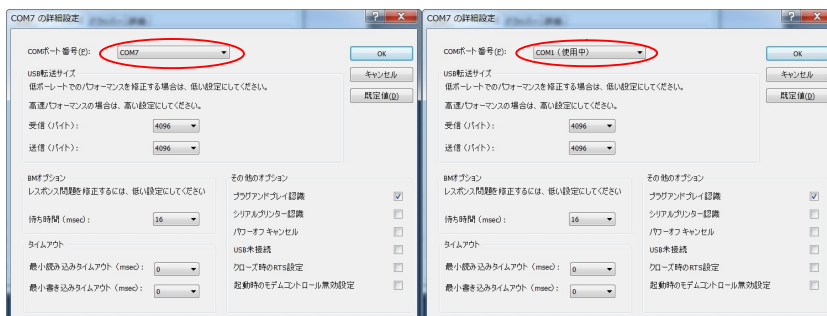 COM7 の詳細設定
COMポート番号(P):
COM7
OK
キャンセル
既定値(D)
USB転送サイズ
低ボーレートでのパフォーマンスを修正する場合は、低い設定にしてください。
高速パフォーマンスの場合は、高い設定にしてください。
受信 (バイト):
4096
送信 (バイト):
4096
BMオプション
レスポンス問題を修正するには、低い設定にしてください
待ち時間 (msec):
16
タイムアウト
最小読み込みタイムアウト (msec):
0
最小書き込みタイムアウト (msec):
0
その他のオプション
プラグアンドプレイ認識
シリアルプリンター認識
パワーオフ キャンセル
USB未接続
クローズ時のRTS設定
起動時のモデムコントロール無効設定
COM7 の詳細設定
COMポート番号(P):
COM1 (使用中)
OK
キャンセル
既定値(D)
USB転送サイズ
低ボーレートでのパフォーマンスを修正する場合は、低い設定にしてください。
高速パフォーマンスの場合は、高い設定にしてください。
受信 (バイト):
4096
送信 (バイト):
4096
BMオプション
レスポンス問題を修正するには、低い設定にしてください
待ち時間 (msec):
16
タイムアウト
最小読み込みタイムアウト (msec):
0
最小書き込みタイムアウト (msec):
0
その他のオプション
プラグアンドプレイ認識
シリアルプリンター認識
パワーオフ キャンセル
USB未接続
クローズ時のRTS設定
起動時のモデムコントロール無効設定